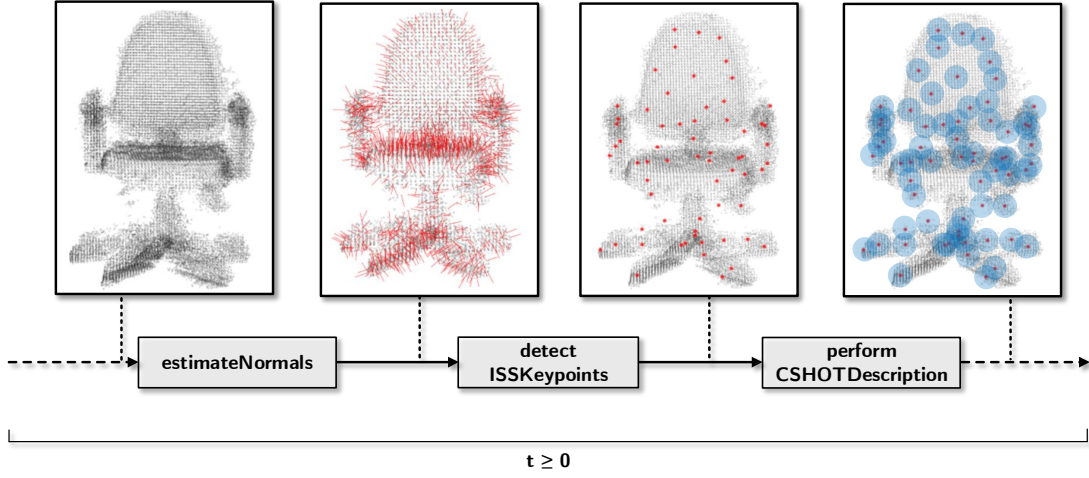 estimateNormals
detect
ISSKeypoints
perform
CSHOTDescription
t ≥ 0